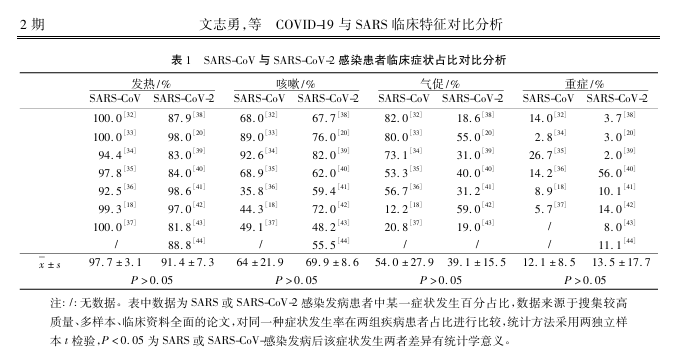 2 期 文志勇,等 COVID-19 与 SARS 临床特征对比分析
表 1 SARS-CoV 与 SARS-CoV-2 感染患者临床症状占比对比分析
发热/% 咳嗽/% 气促/% 重症/%
SARS-CoV SARS-CoV-2 SARS-CoV SARS-CoV-2 SARS-CoV SARS-CoV-2 SARS-CoV SARS-CoV-2
100.0[32] 87.9[38] 68.0[32] 67.7[38] 82.0[32] 18.6[38] 14.0[32] 3.7[38]
100.0[33] 98.0[20] 89.0[33] 76.0[20] 80.0[33] 55.0[20] 2.8[34] 3.0[20]
94.4[34] 83.0[39] 92.6[34] 82.0[39] 73.1[34] 31.0[39] 26.7[35] 2.0[39]
97.8[35] 84.0[40] 68.9[35] 62.0[40] 53.3[35] 40.0[40] 14.2[36] 56.0[40]
92.5[36] 98.6[41] 35.8[36] 59.4[41] 56.7[36] 31.2[41] 8.9[18] 10.1[41]
99.3[18] 97.0[42] 44.3[18] 72.0[42] 12.2[18] 59.0[42] 5.7[37] 14.0[42]
100.0[37] 81.8[43] 49.1[37] 48.2[43] 20.8[37] 19.0[43] / 8.0[43]
/ 88.8[44] / 55.5[44] / / 11.1[44]
x̄ ± s 97.7 ± 3.1 91.4 ± 7.3 64 ± 21.9 69.9 ± 8.6 54.0 ± 27.9 39.1 ± 15.5 12.1 ± 8.5 13.5 ± 17.7
P > 0.05 P > 0.05 P > 0.05 P > 0.05
注: /: 无数据。表中数据为 SARS 或 SARS-CoV-2 感染发病患者中某一症状发生百分占比,数据来源于搜集较高
质量、多样本、临床资料全面的论文,对同一种症状发生率在两组疾病患者占比进行比较,统计方法采用两独立样
本 t 检验,P < 0.05 为 SARS 或 SARS-CoV-感染发病后该症状发生两者差异有统计学意义。